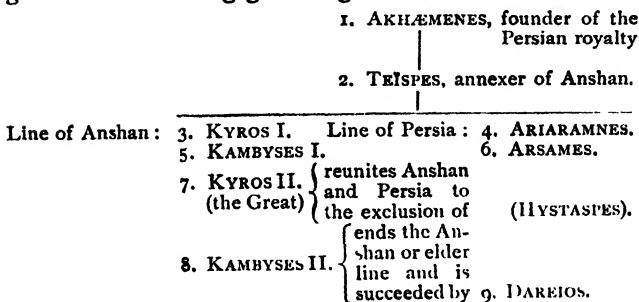 1. AKHÆMENES, founder of the
Persian royalty
2. TEÏSPES, annexer of Anshan.
Line of Anshan : 3. KYROS I. Line of Persia : 4. ARIARAMNES.
5. KAMBYSES I. 6. ARSAMES.
7. KYROS II. (the Great) { reunites Anshan
and Persia to
the exclusion of (HYSTASPES).
8. KAMBYSES II. { ends the An-
shan or elder
line and is
succeeded by 9. DAREIOS.